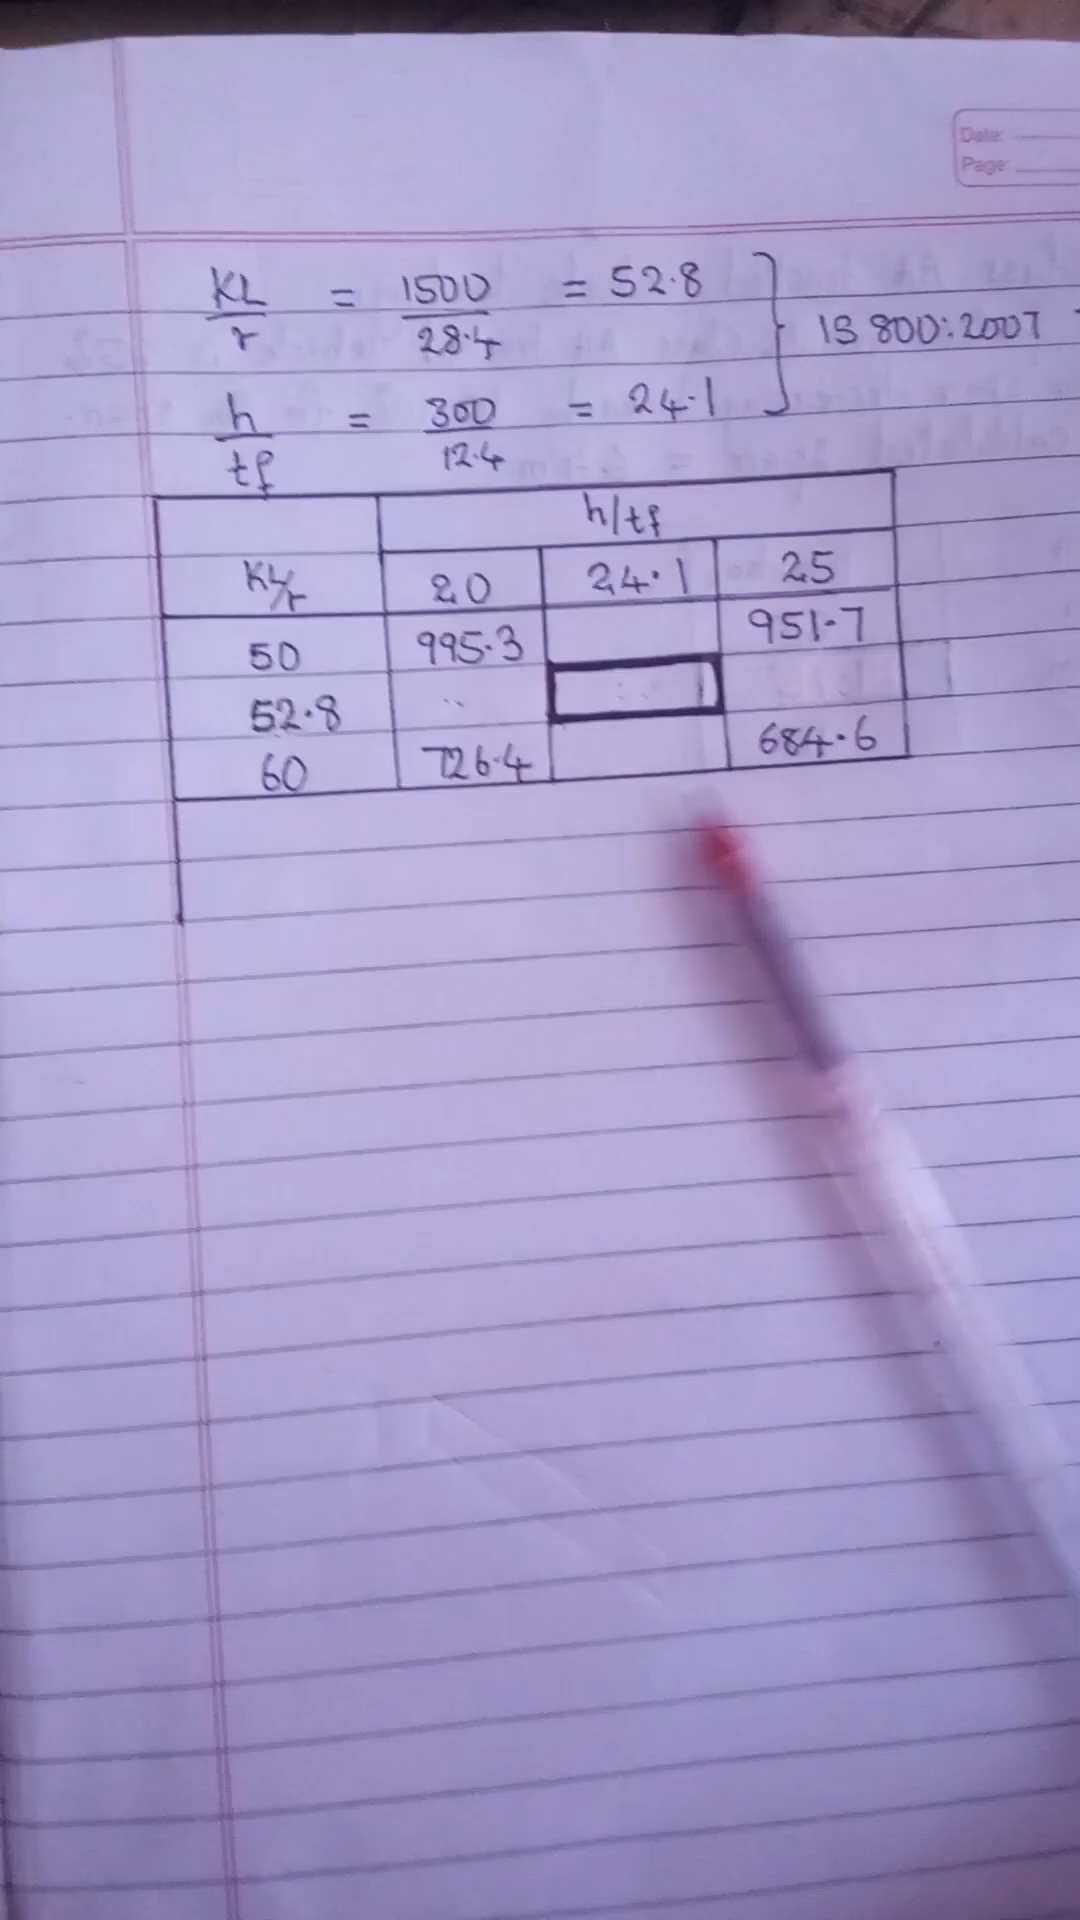 Date:
Page:
KL/r = 1500/28.4 = 52.8
IS 800:2007
h/tf = 300/12.4 = 24.1
h/tf
KL/r 20 24.1 25
50 995.3 951.7
52.8
60 726.4 684.6